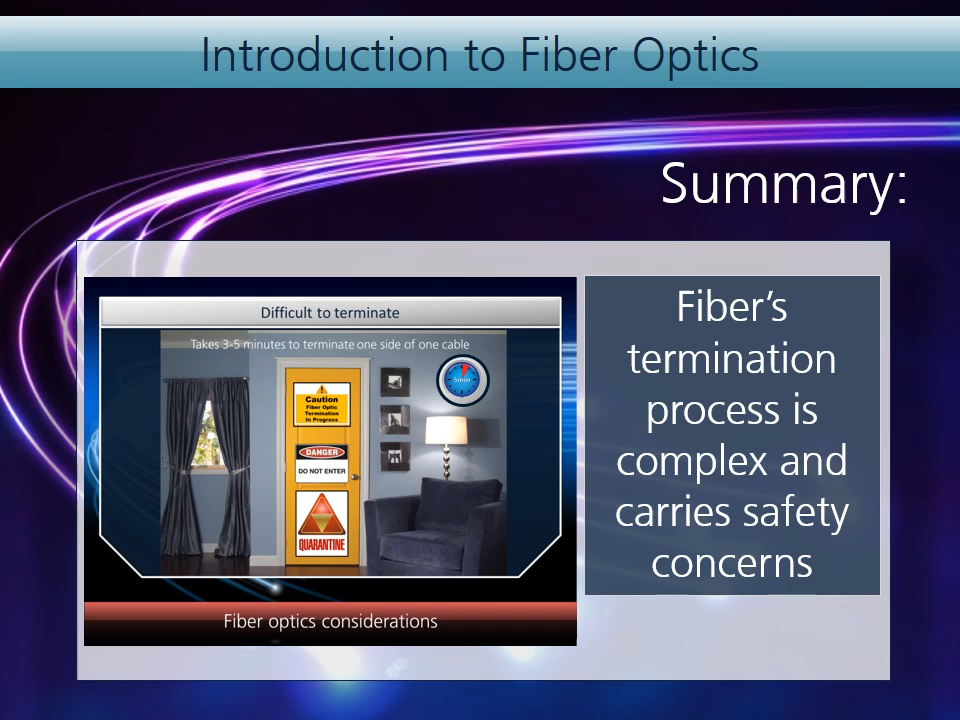 Introduction to Fiber Optics
Summary:
Difficult to terminate
Takes 3-5 minutes to terminate one side of one cable
5min
Caution
Fiber Optic
Termination
In Progress
DANGER
DO NOT ENTER
QUARANTINE
Fiber optics considerations
Fiber’s
termination
process is
complex and
carries safety
concerns